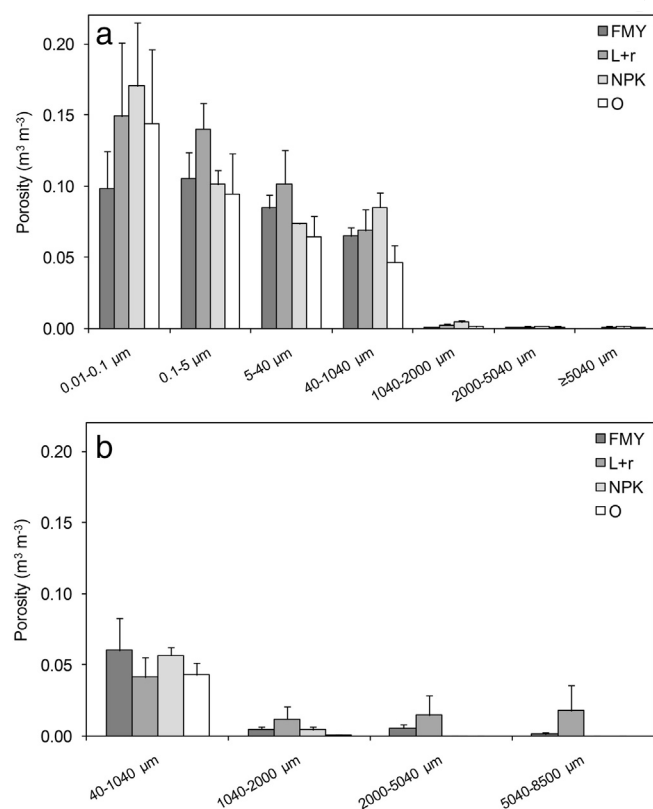 a
FMY
L+r
NPK
O
Porosity (m³ m⁻³)
0.20
0.15
0.10
0.05
0.00
0.01-0.1 µm
0.1-5 µm
5-40 µm
40-1040 µm
1040-2000 µm
2000-5040 µm
≥5040 µm
b
FMY
L+r
NPK
O
Porosity (m³ m⁻³)
0.20
0.15
0.10
0.05
0.00
40-1040 µm
1040-2000 µm
2000-5040 µm
5040-8500 µm